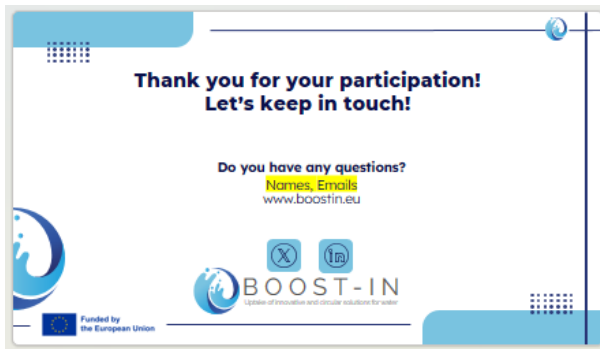 Thank you for your participation!
Let's keep in touch!
Do you have any questions?
Names, Emails
www.boostin.eu
BOOST-IN
Uptake of innovative and circular solutions for water
Funded by
the European Union